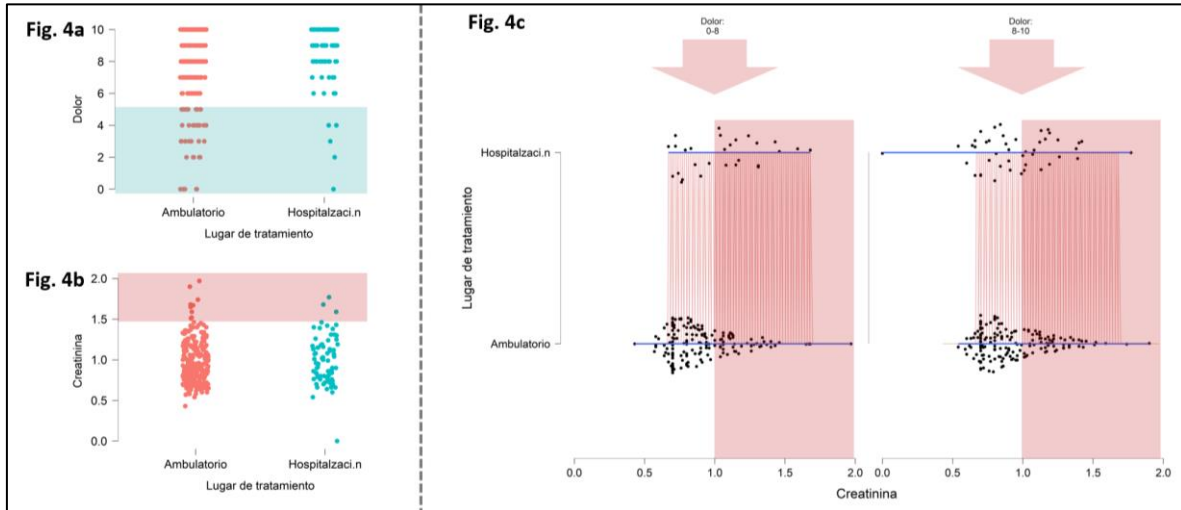 Fig. 4a
10
8
6
4
2
0
Dolor
Ambulatorio
Hospitalzaci.n
Lugar de tratamiento
Fig. 4b
2.0
1.5
1.0
0.5
0.0
Creatinina
Ambulatorio
Hospitalzaci.n
Lugar de tratamiento
Fig. 4c
Dolor:
0-8
Dolor:
8-10
Hospitalzaci.n
Lugar de tratamiento
Ambulatorio
0.0 0.5 1.0 1.5 2.0
0.0 0.5 1.0 1.5 2.0
Creatinina